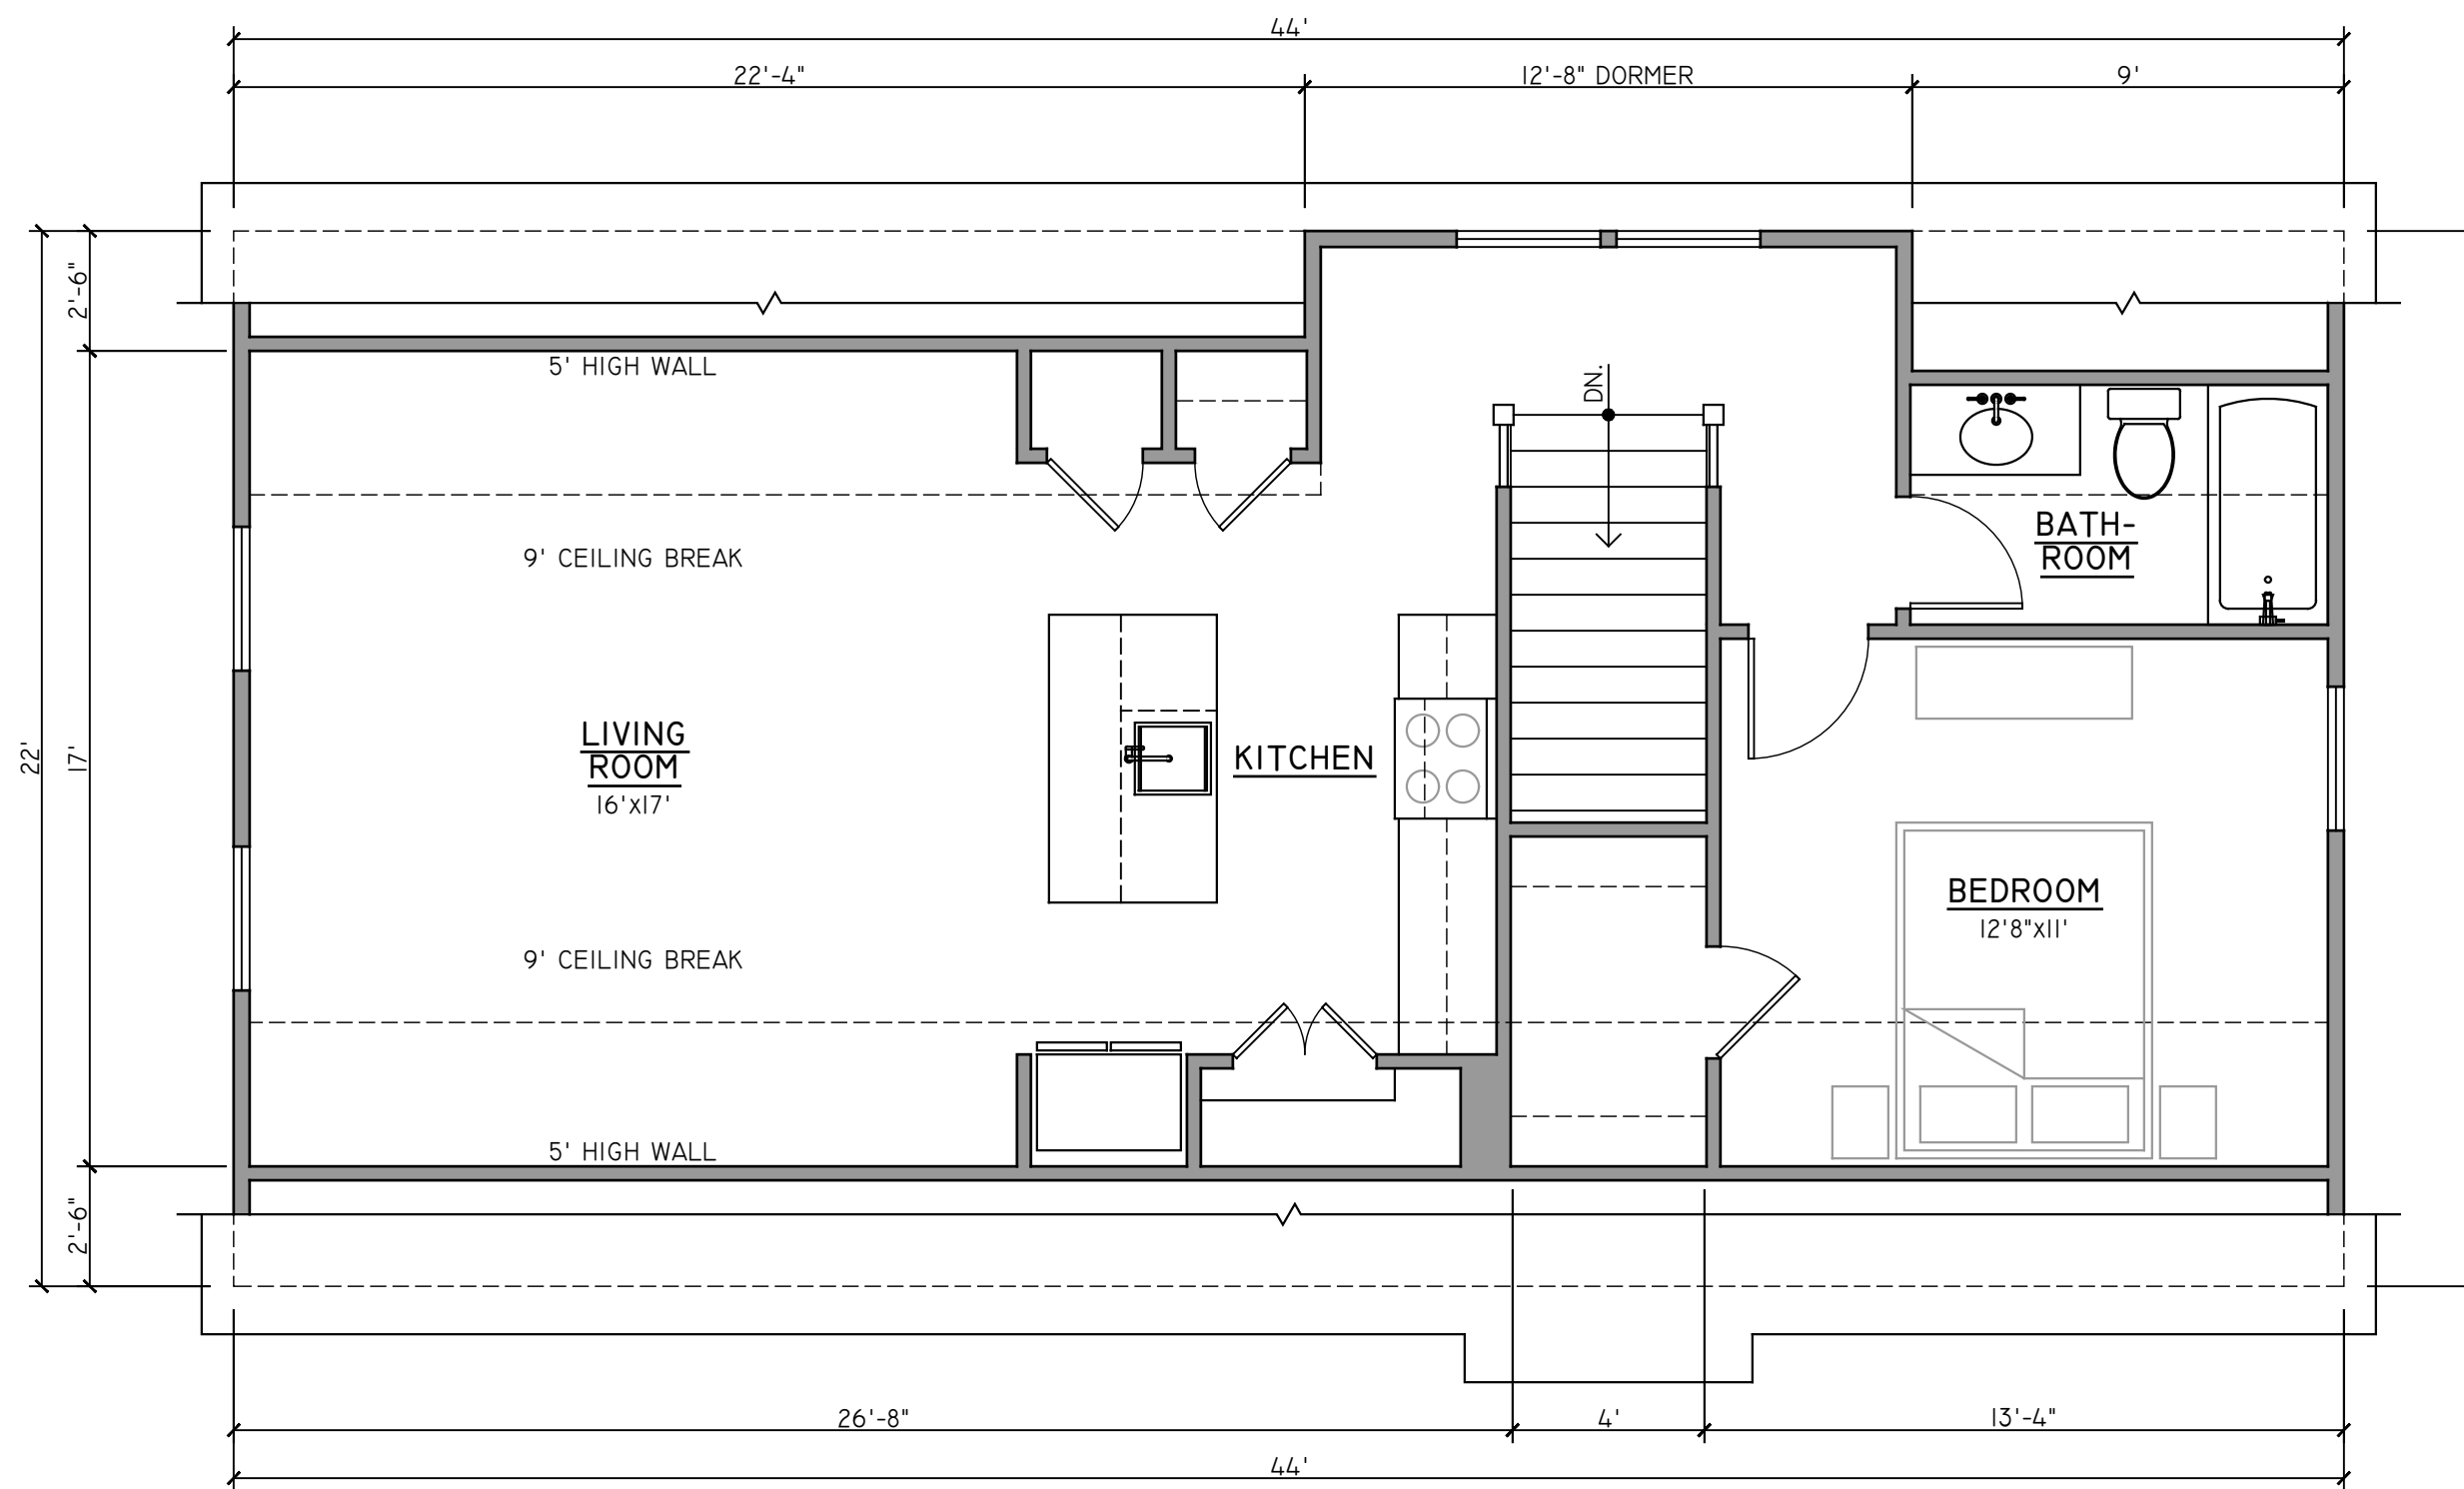 44'
22'-4"
12'-8" DORMER
9'
2'-6"
5' HIGH WALL
DN.
9' CEILING BREAK
BATH-
ROOM
22'
17'
LIVING
ROOM
16'x17'
KITCHEN
BEDROOM
12'8"x11'
9' CEILING BREAK
5' HIGH WALL
2'-6"
26'-8"
4'
13'-4"
44'